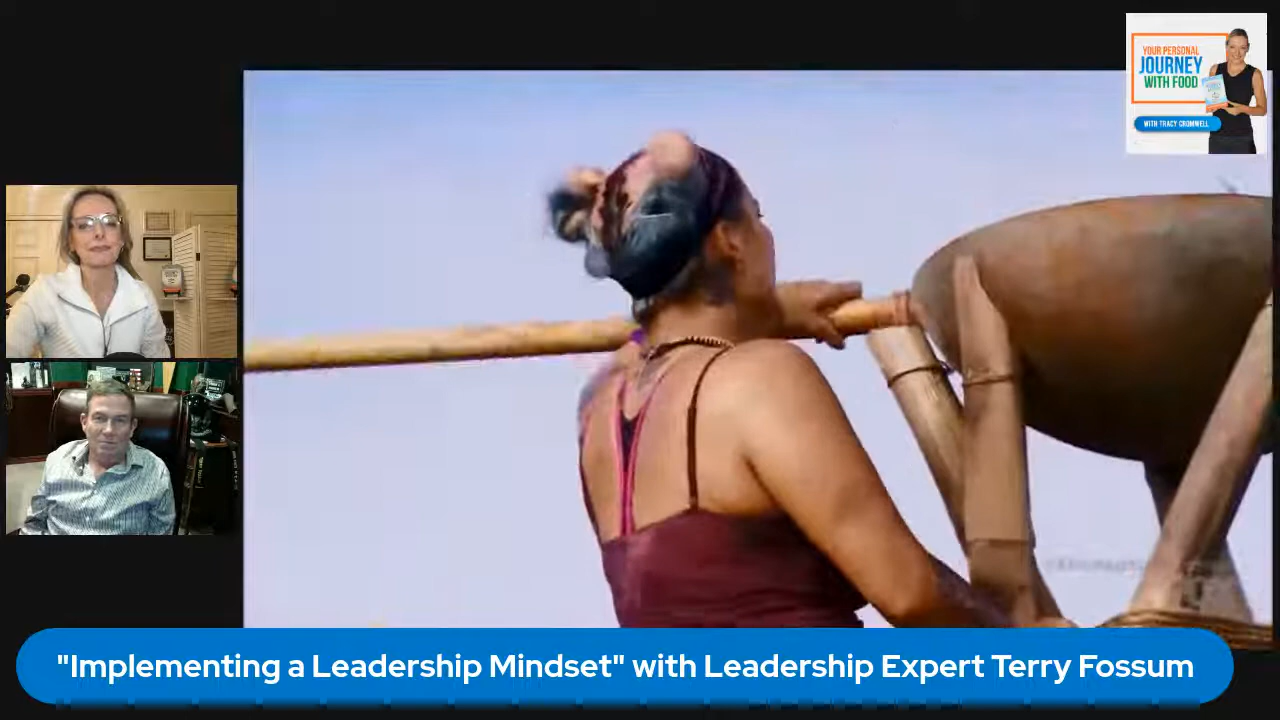 YOUR PERSONAL
JOURNEY
WITH FOOD
WITH TRACY CROMWELL
"Implementing a Leadership Mindset" with Leadership Expert Terry Fossum